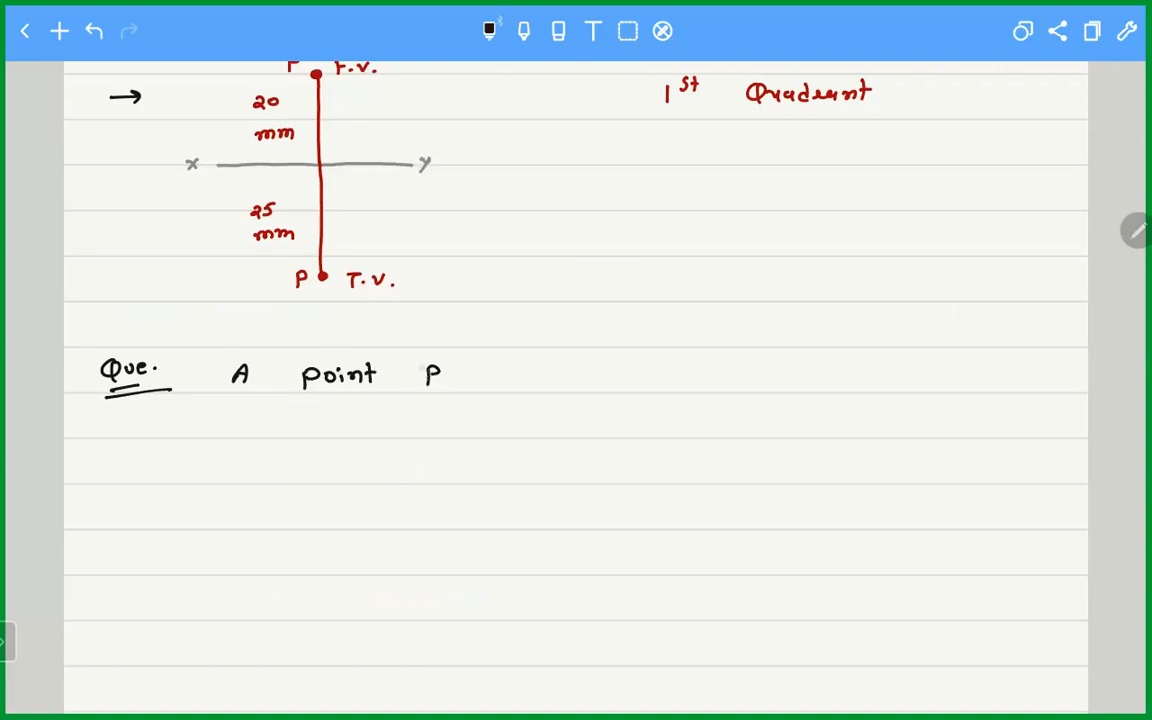 F.V.
20
mm
1st Quadrant
x y
25
mm
P T.V.
Que. A point P